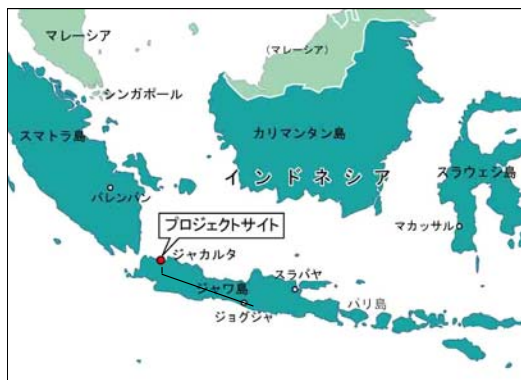 マレーシア
(マレーシア)
シンガポール
スマトラ島
カリマンタン島
インドネシア
スラウェシ島
パレンバン
マカッサル
プロジェクトサイト
ジャカルタ
スラバヤ
ジャワ島
バリ島
ジョグジャ